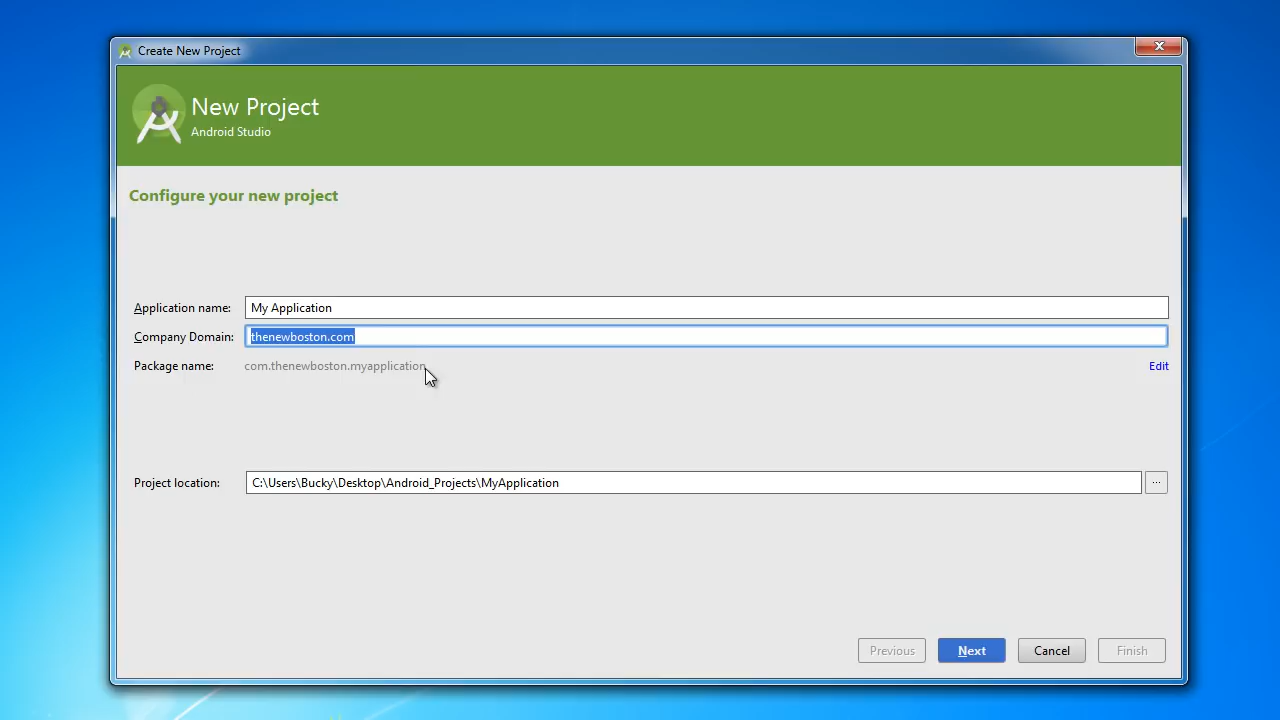 Create New Project
New Project
Android Studio
Configure your new project
Application name: My Application
Company Domain: thenewboston.com
Package name: com.thenewboston.myapplication Edit
Project location: C:\Users\Bucky\Desktop\Android_Projects\MyApplication ...
Previous Next Cancel Finish